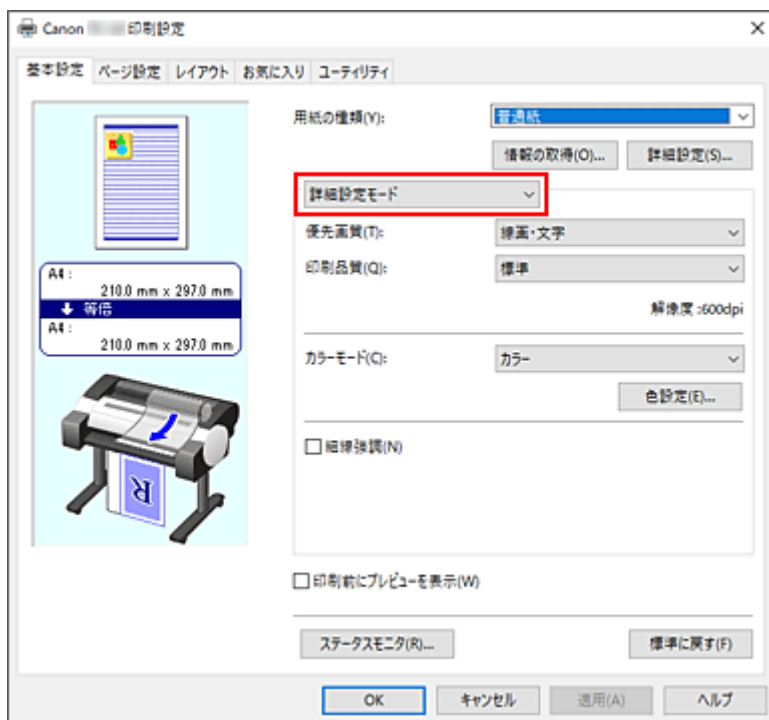 Canon 印刷設定
基本設定 ページ設定 レイアウト お気に入り ユーティリティ
用紙の種類(Y): 普通紙
情報の取得(O)... 詳細設定(S)...
詳細設定モード
優先画質(T): 線画・文字
印刷品質(Q): 標準
解像度 :600dpi
A4 :
210.0 mm x 297.0 mm
等倍
A4 :
210.0 mm x 297.0 mm
カラーモード(C): カラー
色設定(E)...
細線強調(N)
R
印刷前にプレビューを表示(W)
ステータスモニタ(R)... 標準に戻す(F)
OK キャンセル 適用(A) ヘルプ